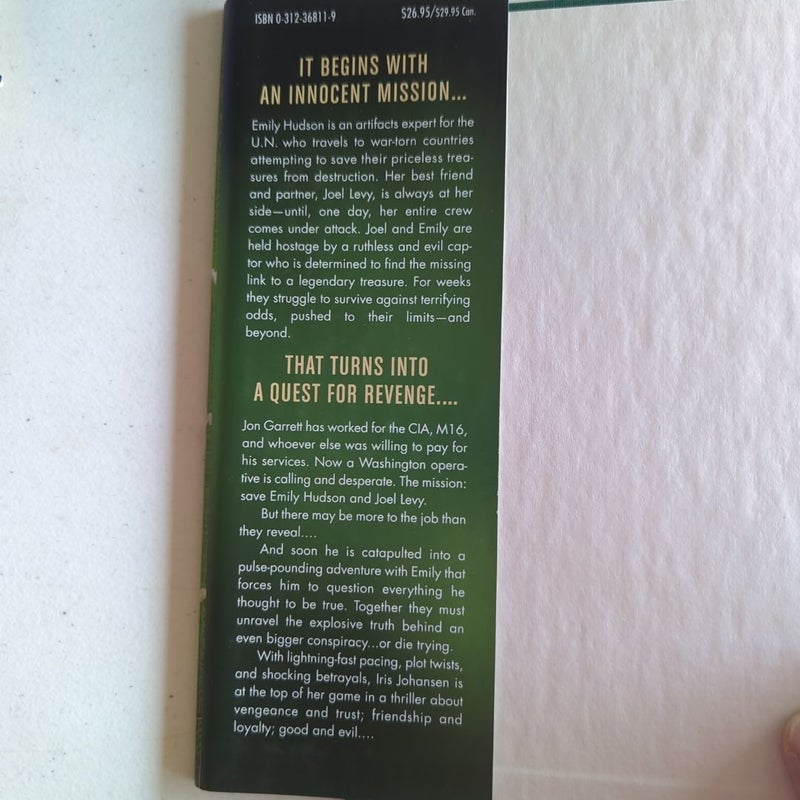 ISBN 0-312-36811-9 $26.95/$29.95 Can.
IT BEGINS WITH
AN INNOCENT MISSION...
Emily Hudson is an artifacts expert for the
U.N. who travels to war-torn countries
attempting to save their priceless trea-
sures from destruction. Her best friend
and partner, Joel Levy, is always at her
side—until, one day, her entire crew
comes under attack. Joel and Emily are
held hostage by a ruthless and evil cap-
tor who is determined to find the missing
link to a legendary treasure. For weeks
they struggle to survive against terrifying
odds, pushed to their limits—and
beyond.
THAT TURNS INTO
A QUEST FOR REVENGE....
Jon Garrett has worked for the CIA, M16,
and whoever else was willing to pay for
his services. Now a Washington opera-
tive is calling and desperate. The mission:
save Emily Hudson and Joel Levy.
But there may be more to the job than
they reveal....
And soon he is catapulted into a
pulse-pounding adventure with Emily that
forces him to question everything he
thought to be true. Together they must
unravel the explosive truth behind an
even bigger conspiracy...or die trying.
With lightning-fast pacing, plot twists,
and shocking betrayals, Iris Johansen is
at the top of her game in a thriller about
vengeance and trust; friendship and
loyalty; good and evil....